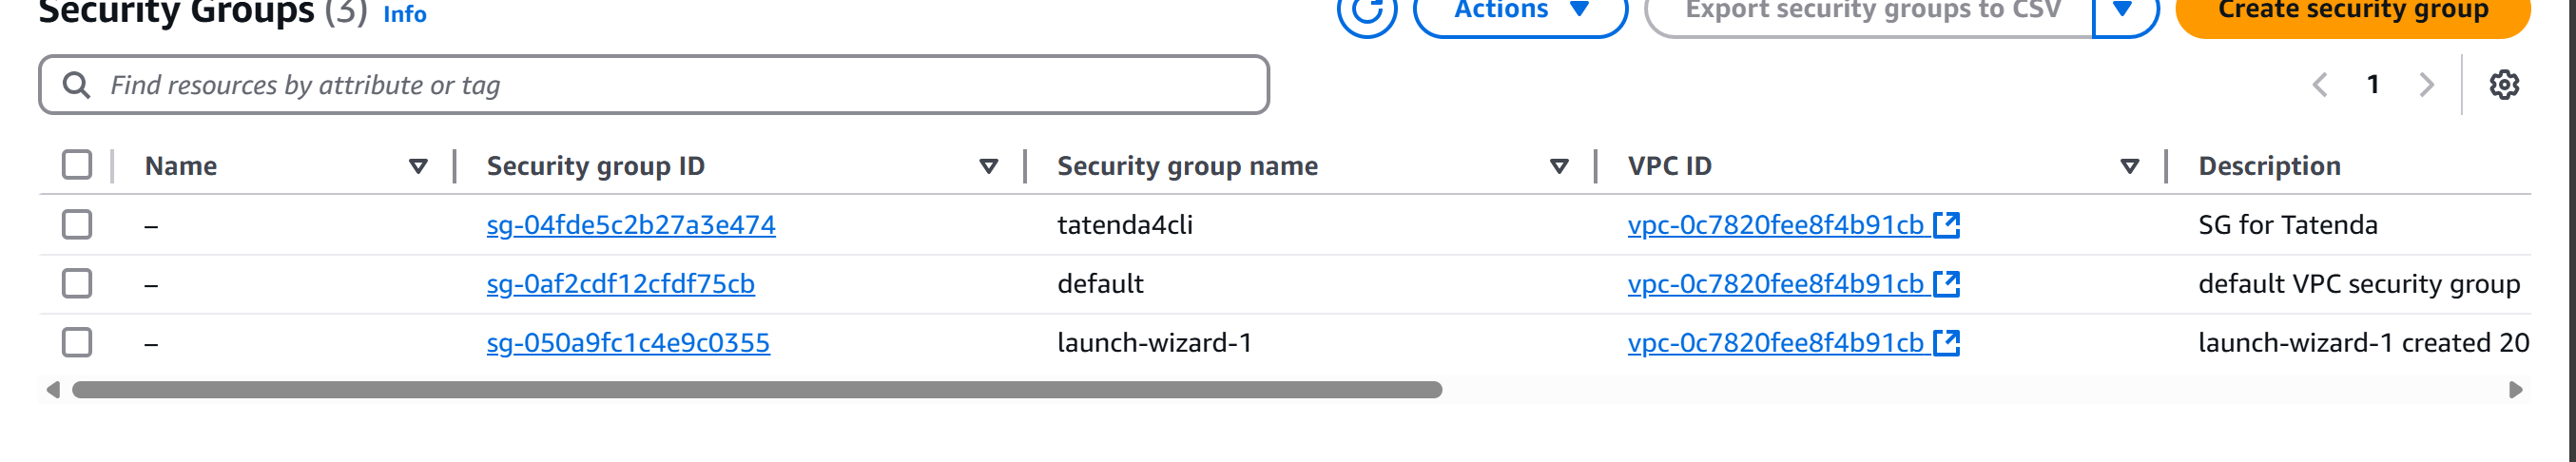 Security Groups (3) Info Actions Export security groups to CSV Create security group
Find resources by attribute or tag 1
Name Security group ID Security group name VPC ID Description
– sg-04fde5c2b27a3e474 tatenda4cli vpc-0c7820fee8f4b91cb SG for Tatenda
– sg-0af2cdf12cfdf75cb default vpc-0c7820fee8f4b91cb default VPC security group
– sg-050a9fc1c4e9c0355 launch-wizard-1 vpc-0c7820fee8f4b91cb launch-wizard-1 created 20